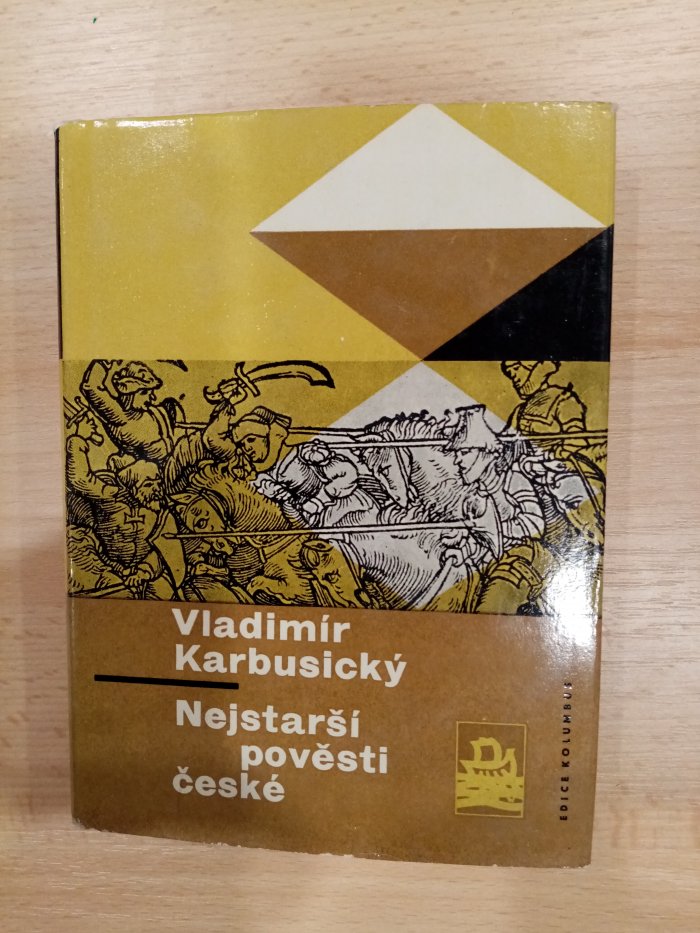 Vladimír
Karbusický
Nejstarší
pověsti
české
EDICE KOLUMBUS